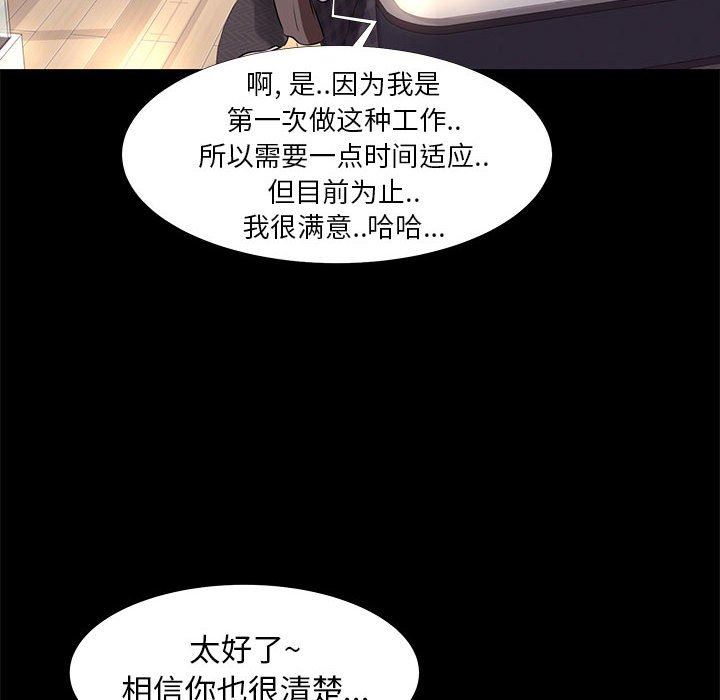 啊, 是..因为我是
第一次做这种工作..
所以需要一点时间适应..
但目前为止..
我很满意..哈哈...
太好了~
相信你也很清楚...